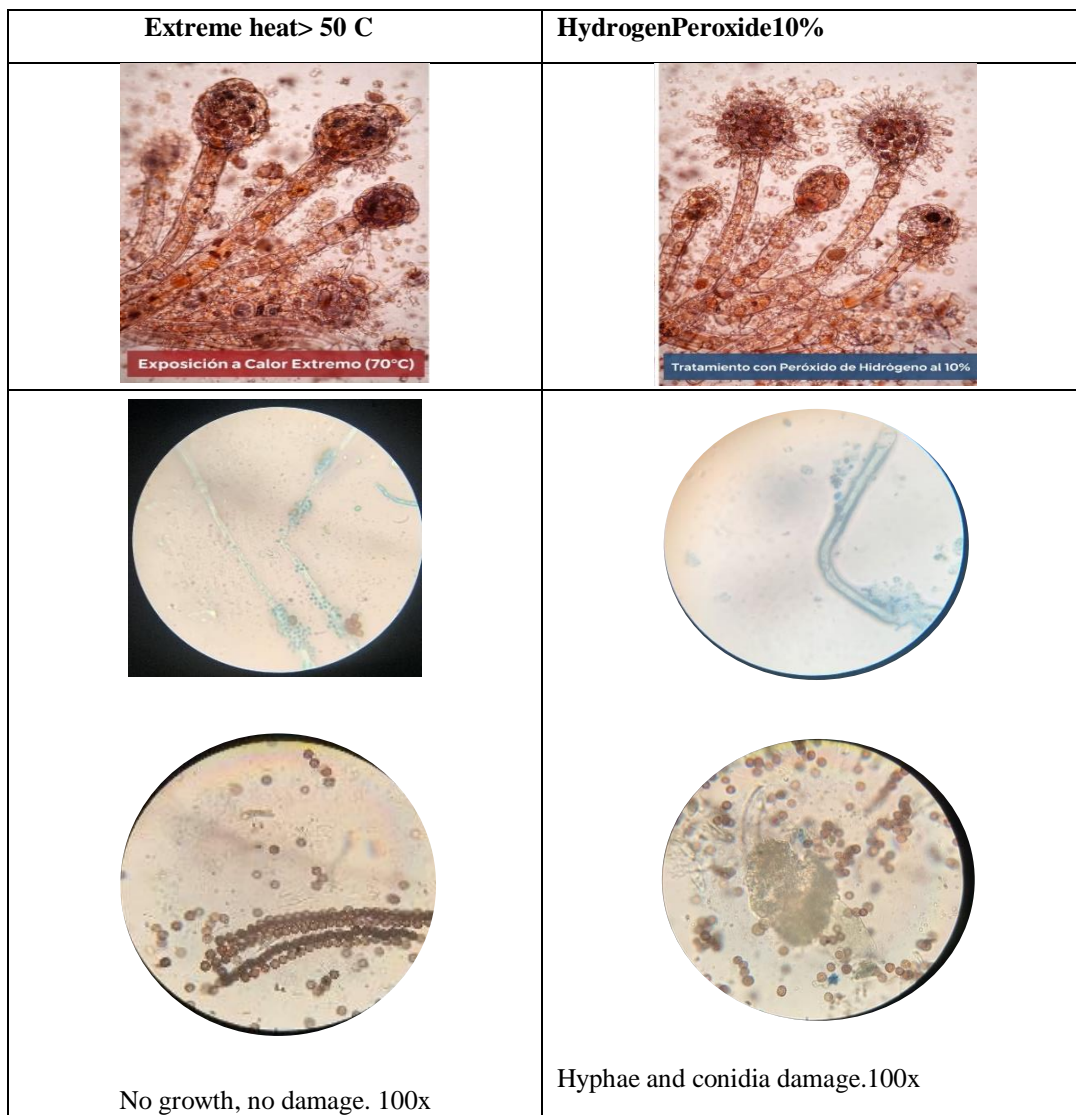 Extreme heat> 50 C
HydrogenPeroxide10%
Exposición a Calor Extremo (70°C)
Tratamiento con Peróxido de Hidrógeno al 10%
No growth, no damage. 100x
Hyphae and conidia damage.100x